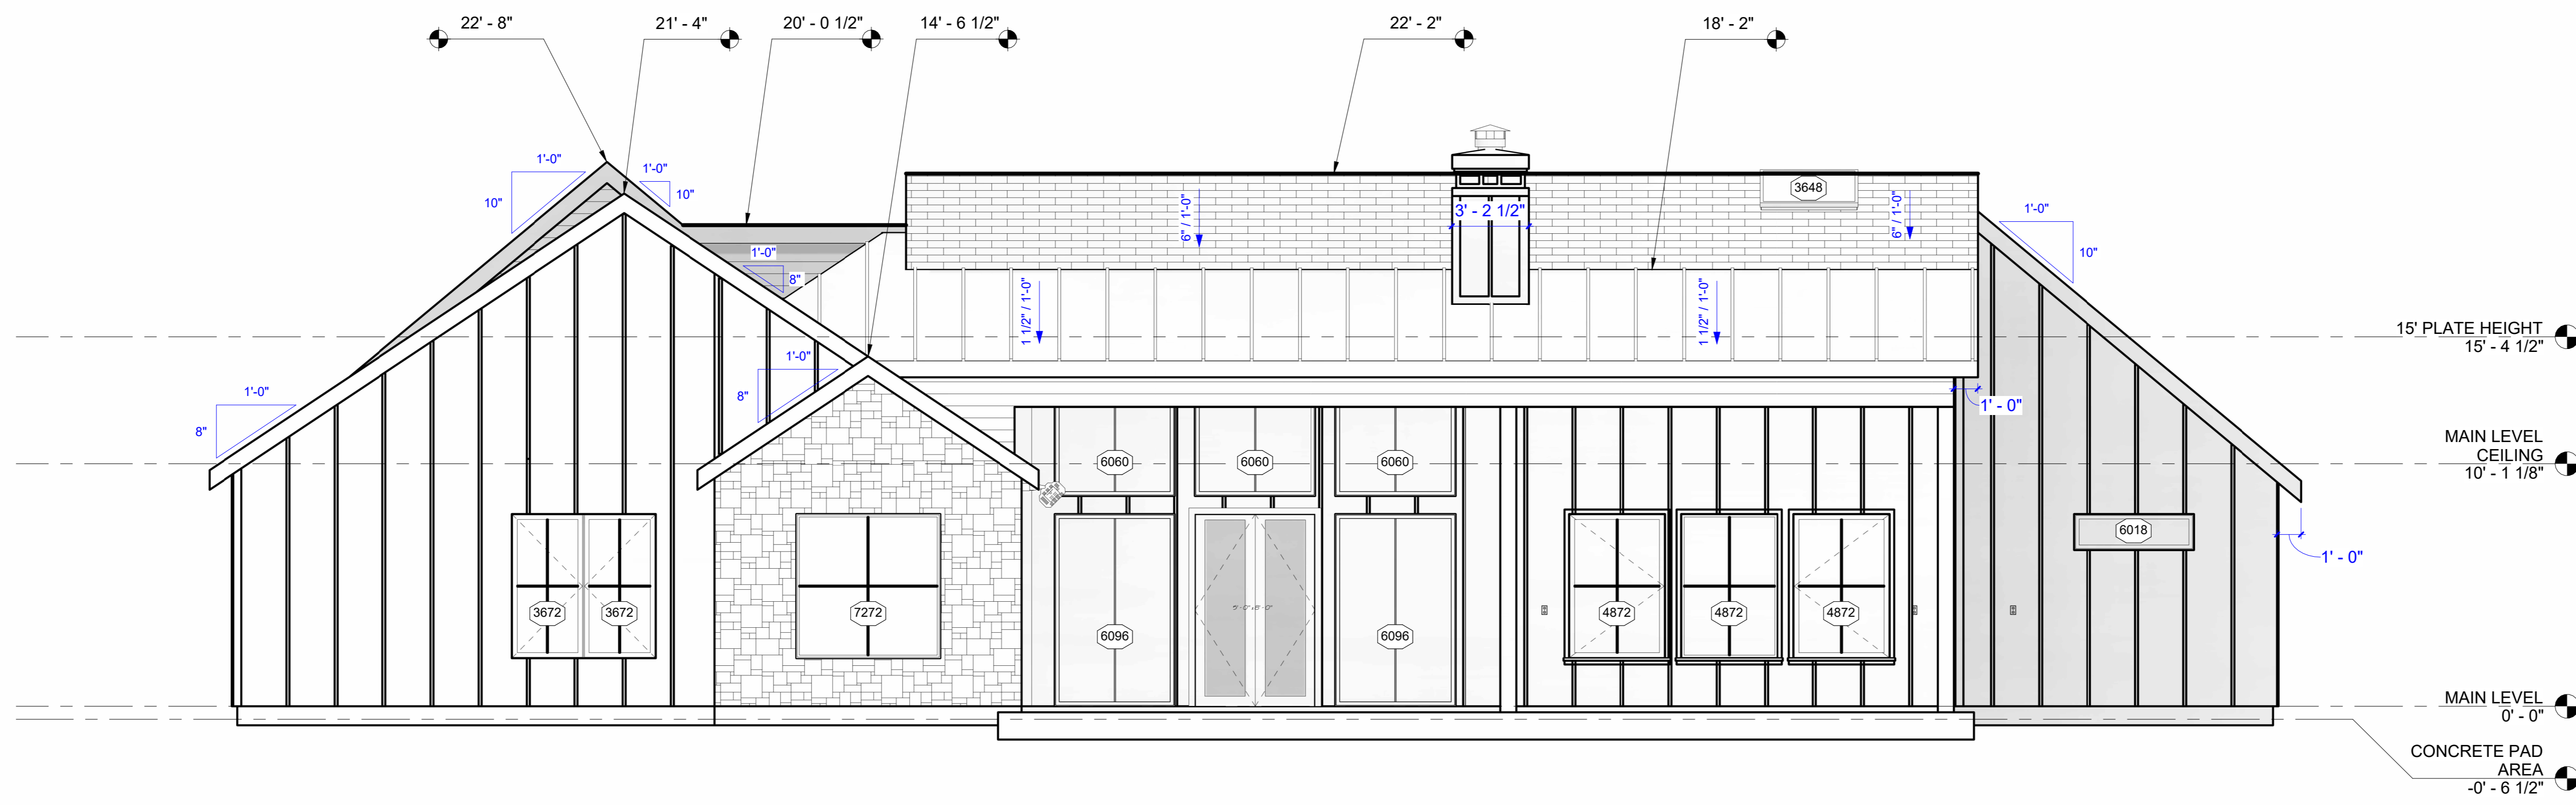 22' - 8"
21' - 4"
20' - 0 1/2"
14' - 6 1/2"
22' - 2"
18' - 2"
1'-0"
10"
1'-0"
10"
1'-0"
8"
3648
3' - 2 1/2"
6" / 1'-0"
6" / 1'-0"
1'-0"
10"
1 1/2" / 1'-0"
1 1/2" / 1'-0"
15' PLATE HEIGHT
15' - 4 1/2"
1'-0"
8"
1'-0"
8"
1' - 0"
MAIN LEVEL
CEILING
10' - 1 1/8"
6060
6060
6060
6018
1' - 0"
3672
3672
7272
4872
4872
4872
6096
6096
MAIN LEVEL
0' - 0"
CONCRETE PAD
AREA
-0' - 6 1/2"